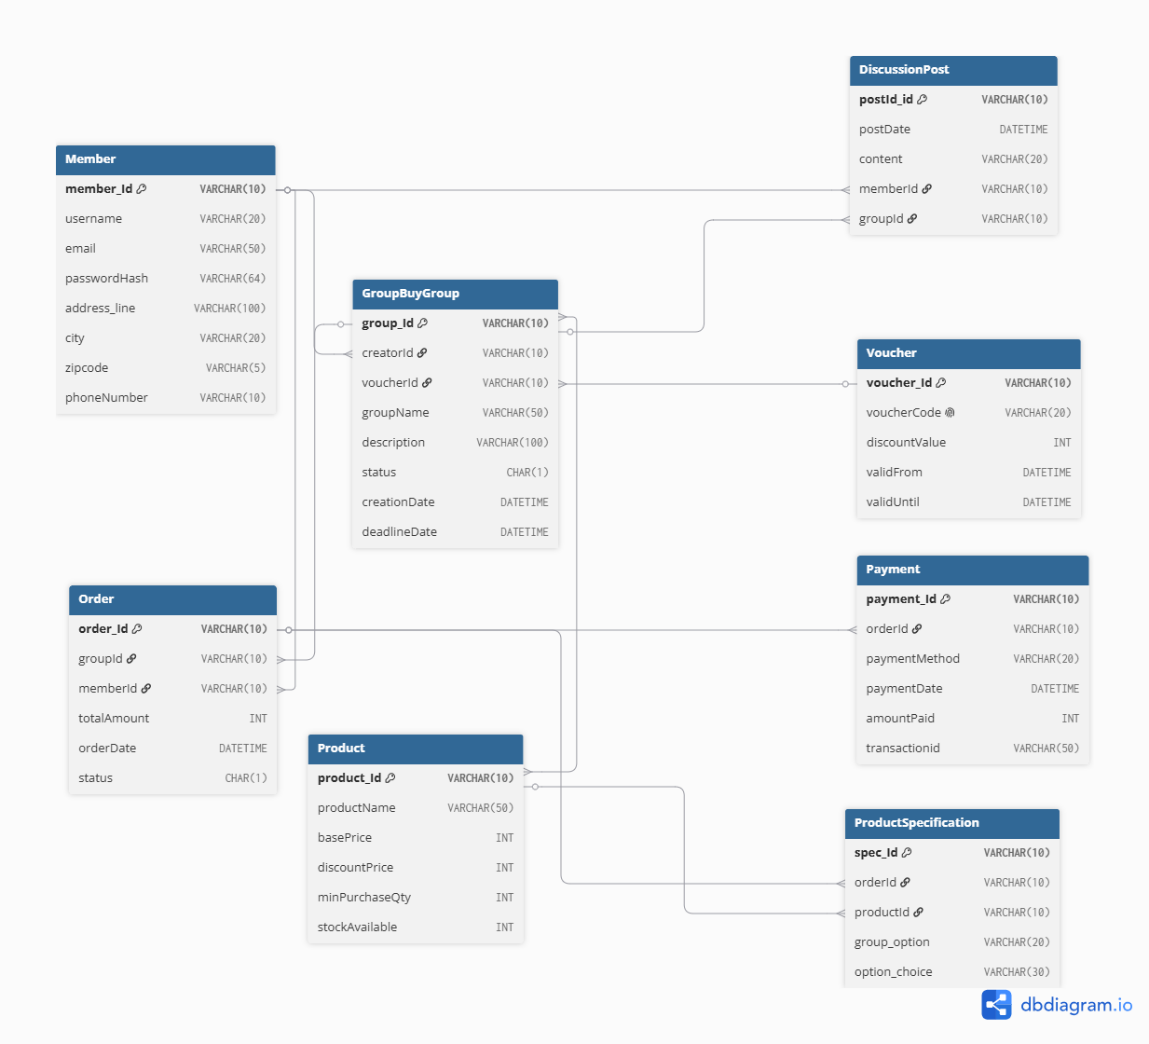 DiscussionPost
postId_id VARCHAR(10)
postDate DATETIME
content VARCHAR(20)
memberId VARCHAR(10)
groupId VARCHAR(10)
Member
member_Id VARCHAR(10)
username VARCHAR(20)
email VARCHAR(50)
passwordHash VARCHAR(64)
address_line VARCHAR(100)
city VARCHAR(20)
zipcode VARCHAR(5)
phoneNumber VARCHAR(10)
GroupBuyGroup
group_Id VARCHAR(10)
creatorId VARCHAR(10)
voucherId VARCHAR(10)
groupName VARCHAR(50)
description VARCHAR(100)
status CHAR(1)
creationDate DATETIME
deadlineDate DATETIME
Voucher
voucher_Id VARCHAR(10)
voucherCode VARCHAR(20)
discountValue INT
validFrom DATETIME
validUntil DATETIME
Payment
payment_Id VARCHAR(10)
orderId VARCHAR(10)
paymentMethod VARCHAR(20)
paymentDate DATETIME
amountPaid INT
transactionid VARCHAR(50)
Order
order_Id VARCHAR(10)
groupId VARCHAR(10)
memberId VARCHAR(10)
totalAmount INT
orderDate DATETIME
status CHAR(1)
Product
product_Id VARCHAR(10)
productName VARCHAR(50)
basePrice INT
discountPrice INT
minPurchaseQty INT
stockAvailable INT
ProductSpecification
spec_Id VARCHAR(10)
orderId VARCHAR(10)
productId VARCHAR(10)
group_option VARCHAR(20)
option_choice VARCHAR(30)
dbdiagram.io